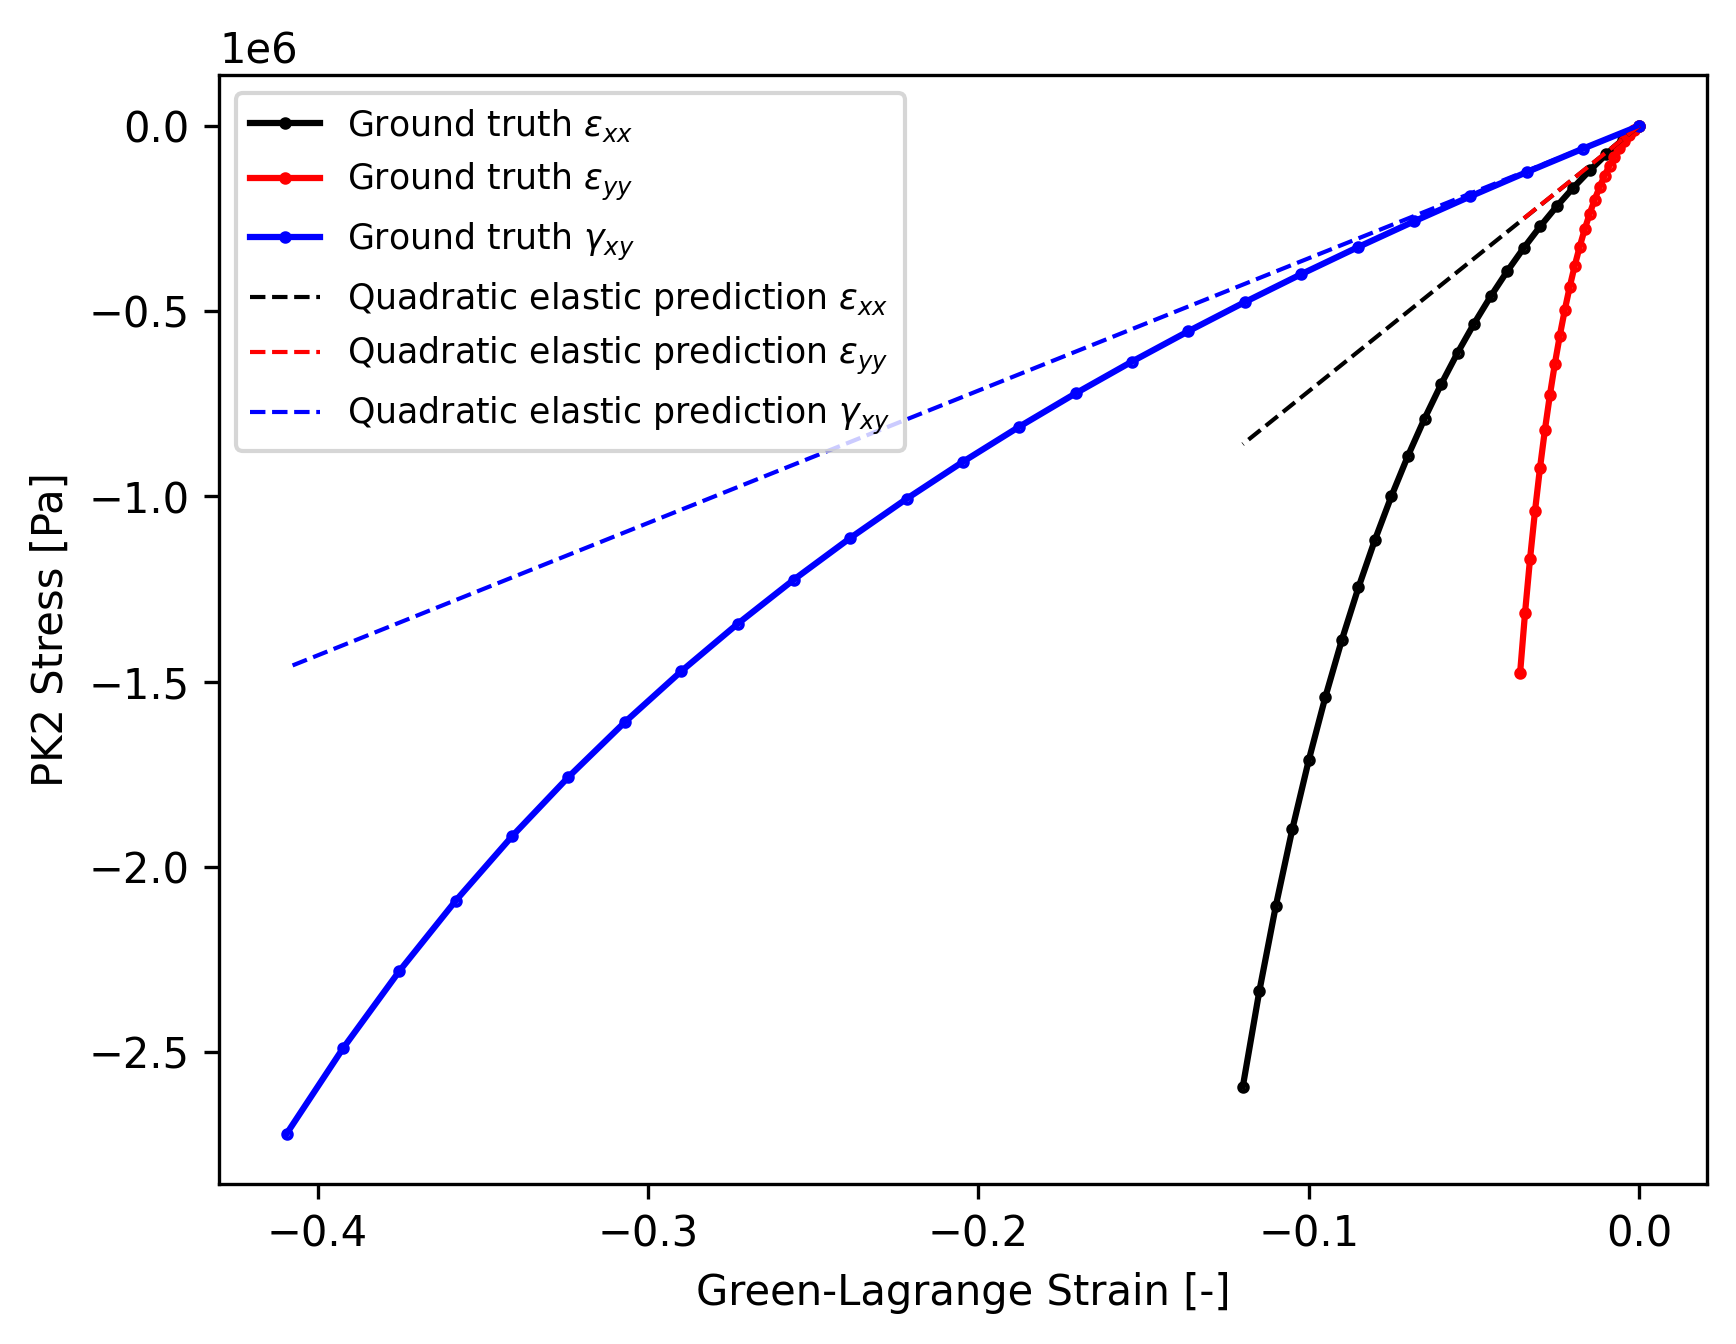 1e6
0.0
−0.5
−1.0
−1.5
−2.0
−2.5
PK2 Stress [Pa]
Ground truth εxx
Ground truth εyy
Ground truth γxy
Quadratic elastic prediction εxx
Quadratic elastic prediction εyy
Quadratic elastic prediction γxy
−0.4 −0.3 −0.2 −0.1 0.0
Green-Lagrange Strain [-]